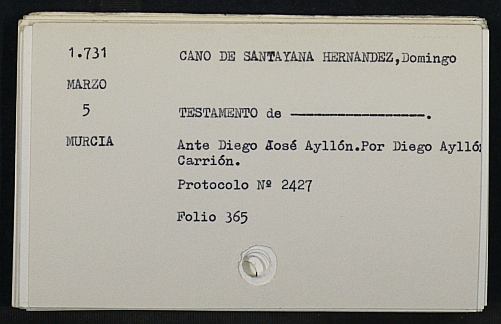 1.731 CANO DE SANTAYANA HERNANDEZ,Domingo
MARZO
5 TESTAMENTO de ------------------.
MURCIA Ante Diego José Ayllón.Por Diego Aylló
Carrión.
Protocolo Nº 2427
Folio 365